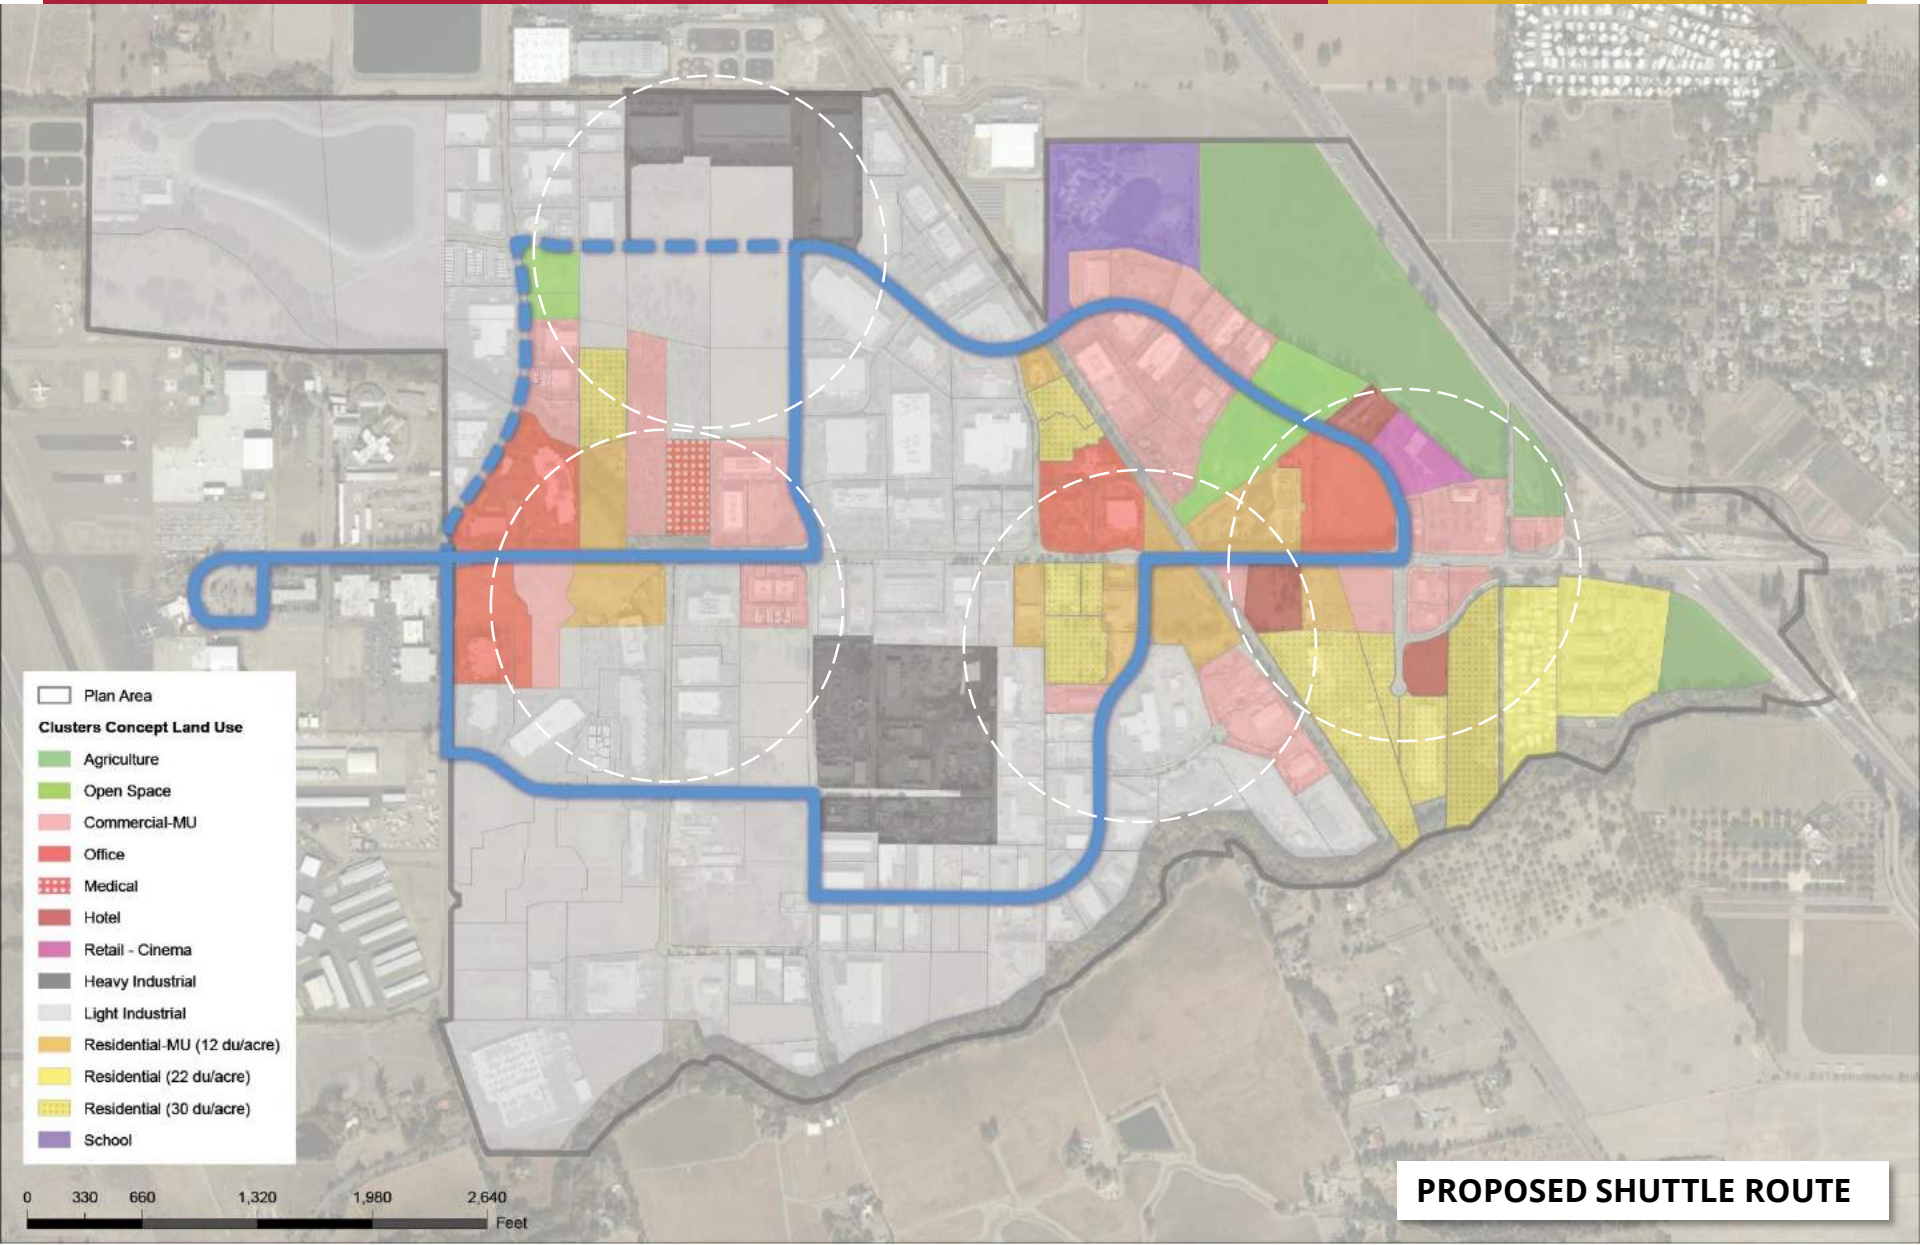 Plan Area
Clusters Concept Land Use
Agriculture
Open Space
Commercial-MU
Office
Medical
Hotel
Retail - Cinema
Heavy Industrial
Light Industrial
Residential-MU (12 du/acre)
Residential (22 du/acre)
Residential (30 du/acre)
School
0 330 660 1,320 1,980 2,640
Feet
PROPOSED SHUTTLE ROUTE